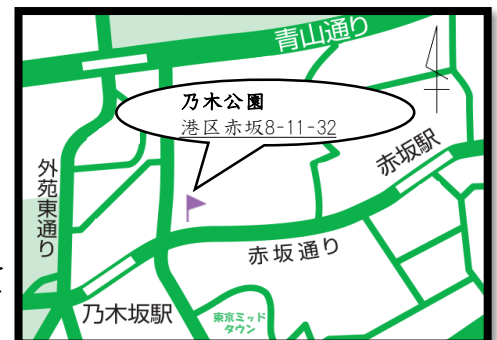 青山通り
乃木公園
港区赤坂8-11-32
外苑東通り
赤坂駅
赤坂通り
乃木坂駅
東京ミッド
タウン